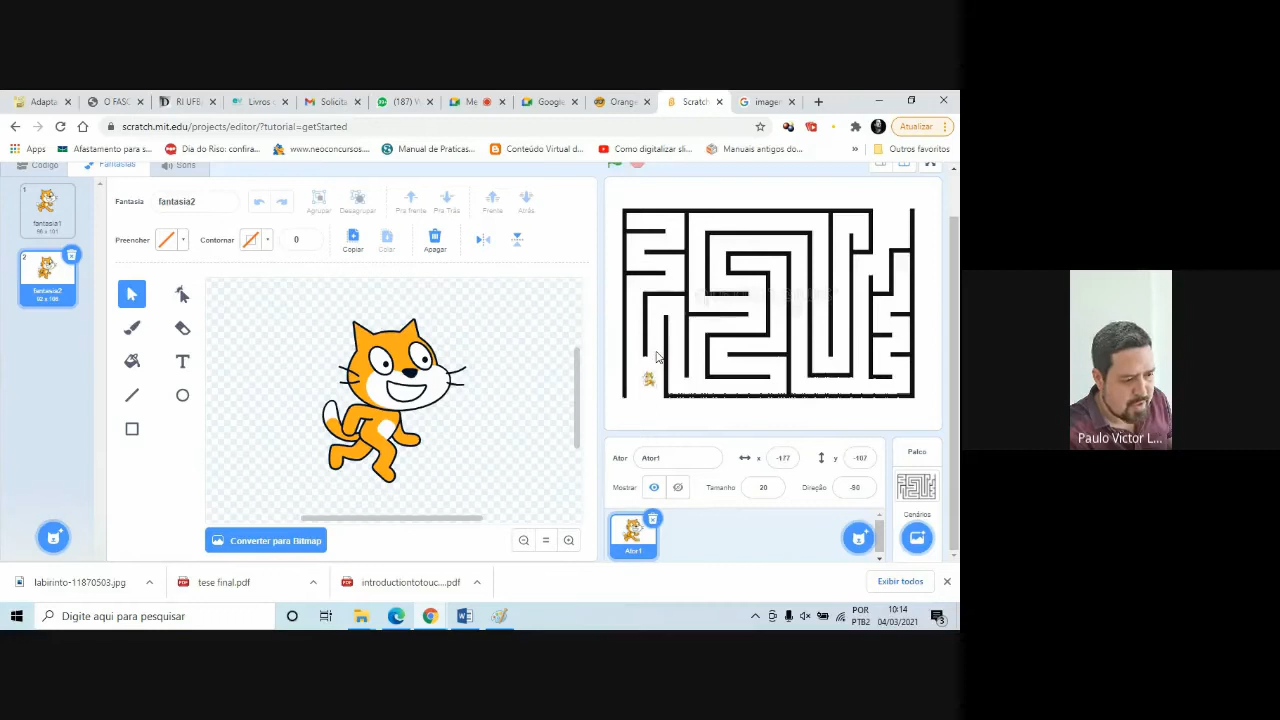 Adapta
O FASC
RI UFB
Livros
Solicita
(187)
Me
Google
Orange
Scratch
imager
scratch.mit.edu/projects/editor/?tutorial=getStarted
Atualizar
Apps
Afastamento para s...
Dia do Riso: confira...
www.neoconcursos....
Manual de Praticas...
Conteúdo Virtual d...
Como digitalizar sli...
Manuais antigos do...
»
Outros favoritos
Código
Fantasias
Sons
1
fantasia1
2
fantasia2
Fantasia
fantasia2
Agrupar
Desagrupar
Pra frente
Pra Trás
Frente
Atrás
Preencher
Contornar
0
Copiar
Colar
Apagar
Converter para Bitmap
Ator
Ator1
x
-177
y
-107
Mostrar
Tamanho
20
Direção
-90
Palco
Cenários
Ator1
labirinto-11870503.jpg
tese final.pdf
introductiontotouc....pdf
Exibir todos
Digite aqui para pesquisar
POR
PTB2
10:14
04/03/2021
3
Paulo Victor L...